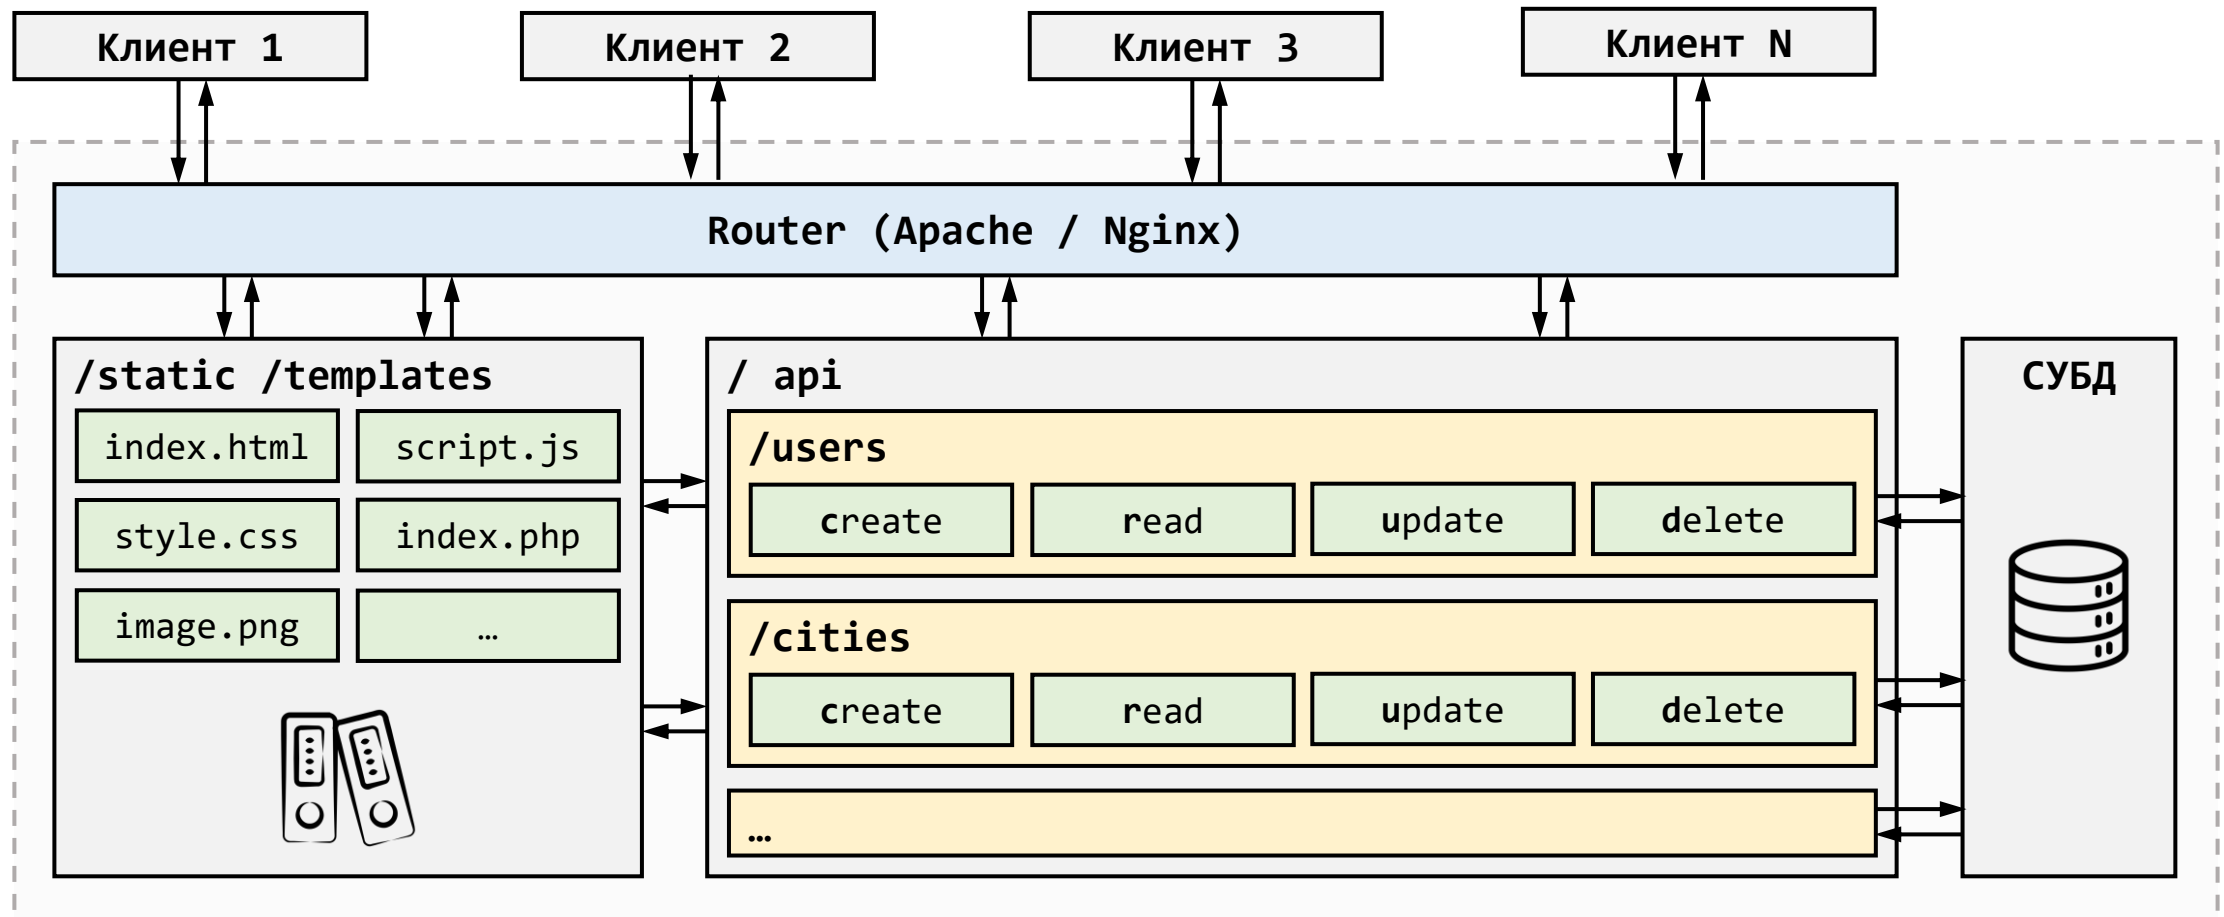 Клиент 1
Клиент 2
Клиент 3
Клиент N
Router (Apache / Nginx)
/static /templates
index.html
script.js
style.css
index.php
image.png
…
/ api
/users
create
read
update
delete
/cities
create
read
update
delete
…
СУБД